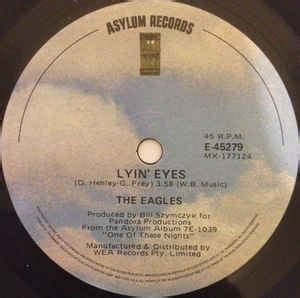 ASYLUM RECORDS
45 R.P.M.
E-45279
MX-177124
LYIN' EYES
(D. Henley-G. Frey) 3.58 (W.B. Music)
THE EAGLES
Produced by Bill Szymczyk for
Pandora Productions
From the Asylum Album 7E-1039
"One Of These Nights"
Manufactured & Distributed by
WEA Records Pty. Limited